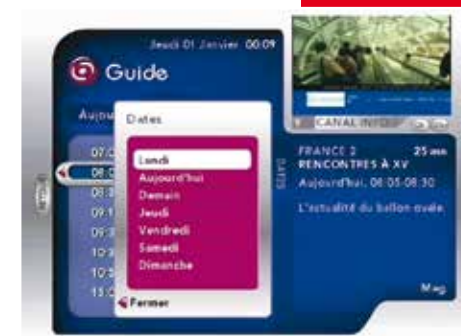 Jeudi 01 Janvier 00:09
Guide
Dates
Lundi
Aujourd'hui
Demain
Jeudi
Vendredi
Samedi
Dimanche
Fermer
CANAL INFO
DATES
FRANCE 2 25 mn
RENCONTRES À XV
Aujourd'hui, 08:05-08:30
L'actualité du ballon ovale
Mag